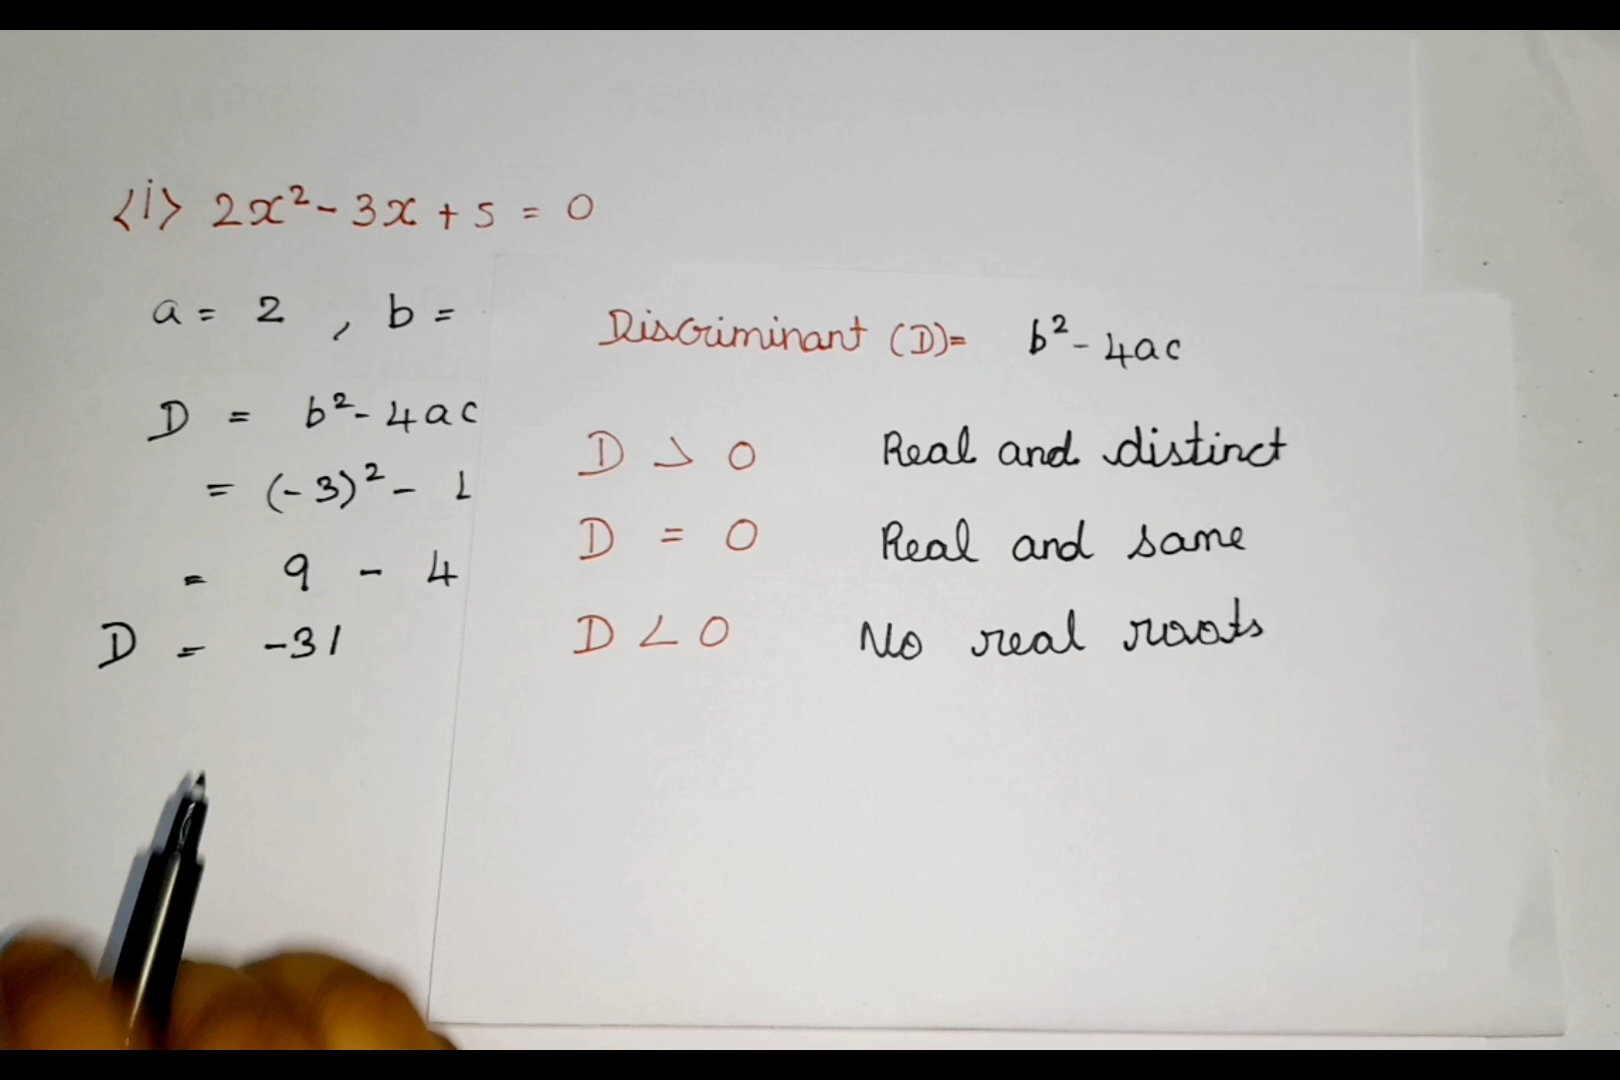 <i> 2x² - 3x + 5 = 0
a = 2 , b =
D = b² - 4ac
= (-3)² -
= 9 - 4
D = -31
Discriminant (D)= b² - 4ac
D > 0 Real and distinct
D = 0 Real and same
D < 0 No real roots